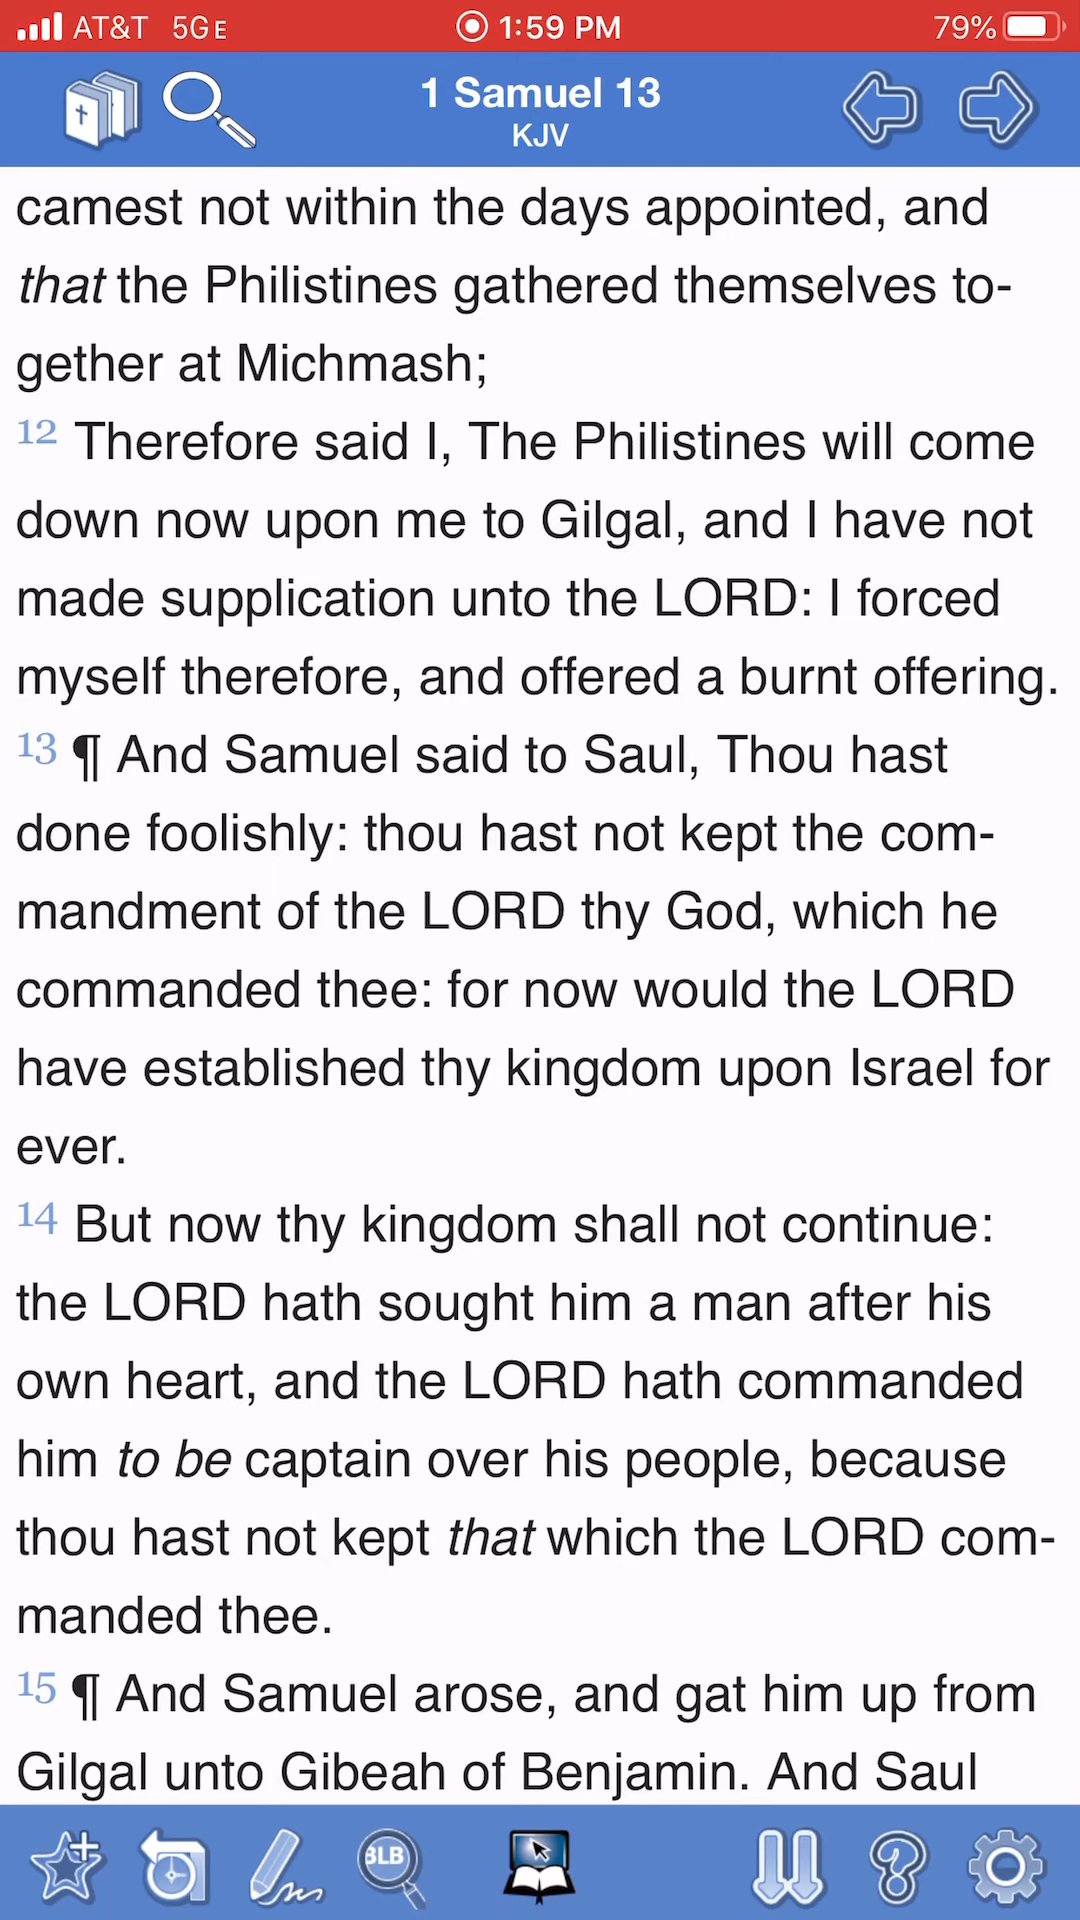 AT&T 5GE 1:59 PM 79%
1 Samuel 13
KJV
camest not within the days appointed, and
that the Philistines gathered themselves to-
gether at Michmash;
12 Therefore said I, The Philistines will come
down now upon me to Gilgal, and I have not
made supplication unto the LORD: I forced
myself therefore, and offered a burnt offering.
13 ¶ And Samuel said to Saul, Thou hast
done foolishly: thou hast not kept the com-
mandment of the LORD thy God, which he
commanded thee: for now would the LORD
have established thy kingdom upon Israel for
ever.
14 But now thy kingdom shall not continue:
the LORD hath sought him a man after his
own heart, and the LORD hath commanded
him to be captain over his people, because
thou hast not kept that which the LORD com-
manded thee.
15 ¶ And Samuel arose, and gat him up from
Gilgal unto Gibeah of Benjamin. And Saul
BLB